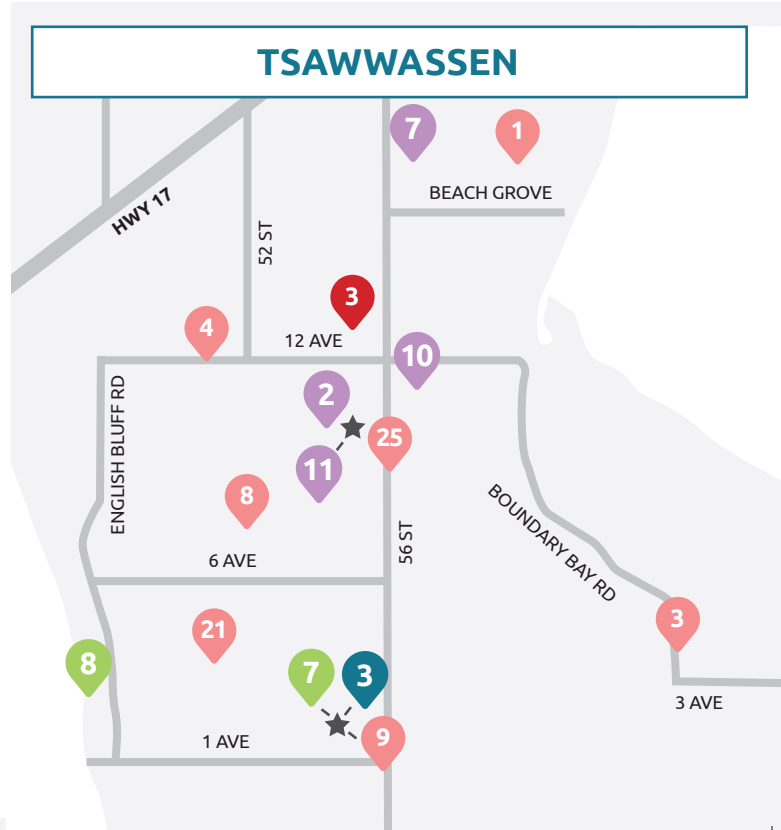 TSAWWASSEN
7
1
BEACH GROVE
HWY 17
52 ST
3
4
12 AVE
10
2
ENGLISH BLUFF RD
25
11
8
BOUNDARY BAY RD
56 ST
6 AVE
21
3
8
7
3
3 AVE
9
1 AVE